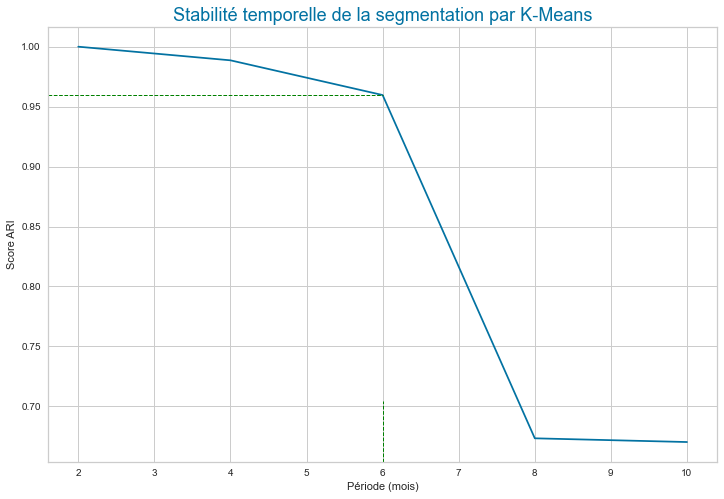 Stabilité temporelle de la segmentation par K-Means
1.00
0.95
0.90
0.85
0.80
0.75
0.70
Score ARI
2 3 4 5 6 7 8 9 10
Période (mois)